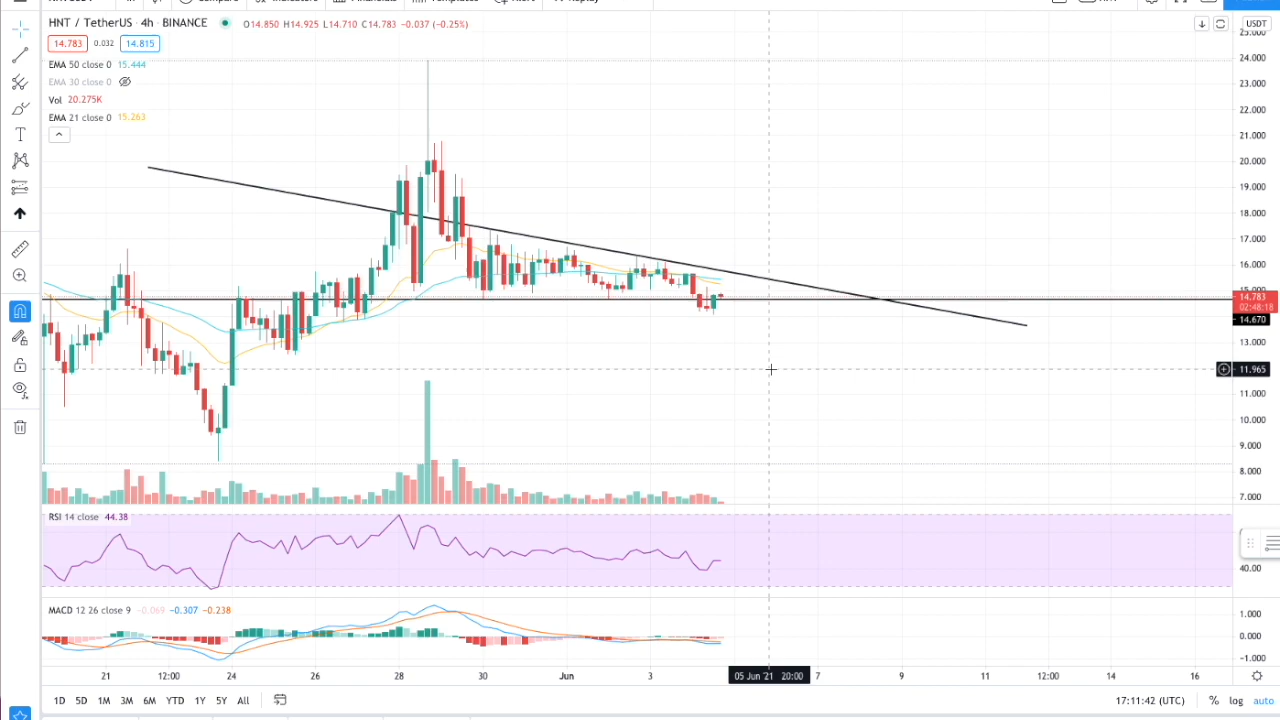 HNT / TetherUS · 4h · BINANCE O14.850 H14.925 L14.710 C14.783 -0.037 (-0.25%)
14.783 0.032 14.815
EMA 50 close 0 15.444
EMA 30 close 0
Vol 20.275K
EMA 21 close 0 15.263
USDT
25.000
24.000
23.000
22.000
21.000
20.000
19.000
18.000
17.000
16.000
15.000
14.783
02:48:18
14.670
13.000
11.965
11.000
10.000
9.000
8.000
7.000
RSI 14 close 44.38
40.00
MACD 12 26 close 9 -0.069 -0.307 -0.238
1.000
0.000
-1.000
21 12:00 24 26 28 30 Jun 3 05 Jun '21 20:00 7 9 11 12:00 14 16
1D 5D 1M 3M 6M YTD 1Y 5Y All 17:11:42 (UTC) % log auto